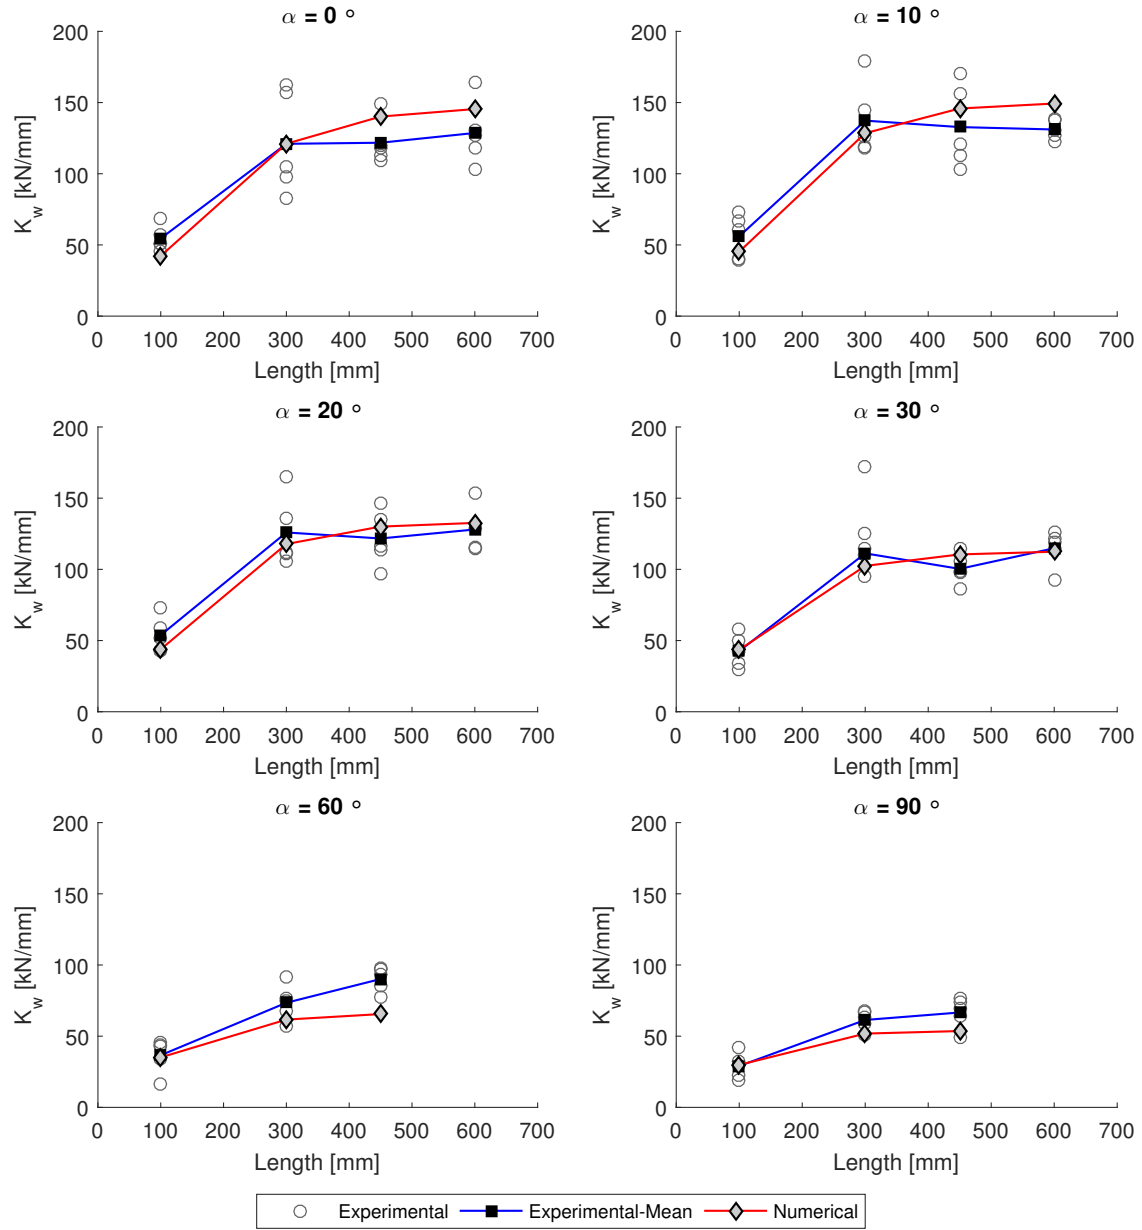 α = 0 °
200
150
100
50
0
K_w [kN/mm]
0 100 200 300 400 500 600 700
Length [mm]
α = 10 °
200
150
100
50
0
K_w [kN/mm]
0 100 200 300 400 500 600 700
Length [mm]
α = 20 °
200
150
100
50
0
K_w [kN/mm]
0 100 200 300 400 500 600 700
Length [mm]
α = 30 °
200
150
100
50
0
K_w [kN/mm]
0 100 200 300 400 500 600 700
Length [mm]
α = 60 °
200
150
100
50
0
K_w [kN/mm]
0 100 200 300 400 500 600 700
Length [mm]
α = 90 °
200
150
100
50
0
K_w [kN/mm]
0 100 200 300 400 500 600 700
Length [mm]
Experimental Experimental-Mean Numerical